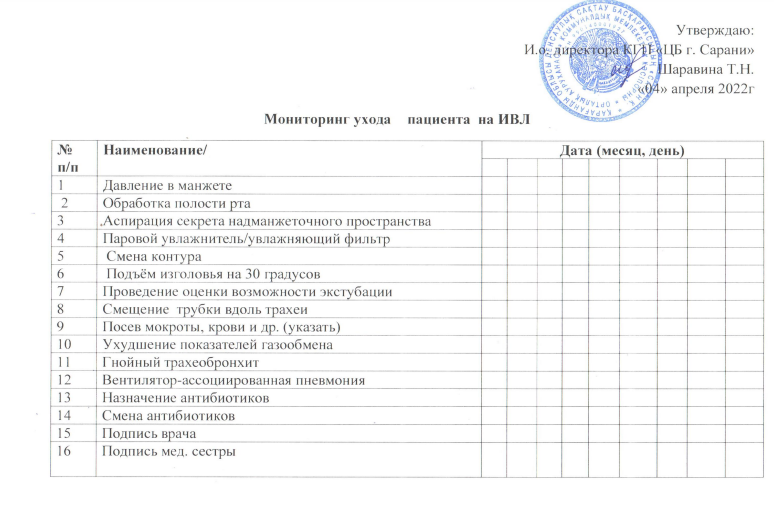 Утверждаю:
И.о. директора КГП «ЦБ г. Сарани»
Шаравина Т.Н.
«04» апреля 2022г
Мониторинг ухода пациента на ИВЛ
№ п/п Наименование/ Дата (месяц, день)
1 Давление в манжете
2 Обработка полости рта
3 Аспирация секрета надманжеточного пространства
4 Паровой увлажнитель/увлажняющий фильтр
5 Смена контура
6 Подъём изголовья на 30 градусов
7 Проведение оценки возможности экстубации
8 Смещение трубки вдоль трахеи
9 Посев мокроты, крови и др. (указать)
10 Ухудшение показателей газообмена
11 Гнойный трахеобронхит
12 Вентилятор-ассоциированная пневмония
13 Назначение антибиотиков
14 Смена антибиотиков
15 Подпись врача
16 Подпись мед. сестры